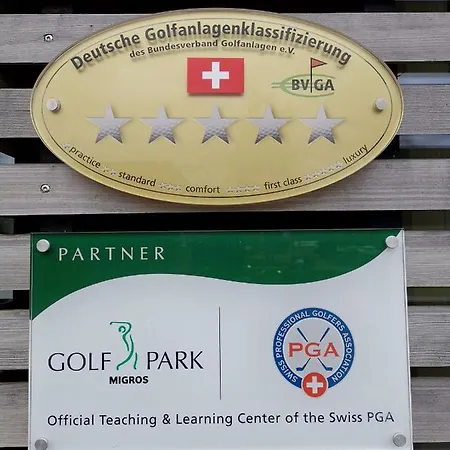 Deutsche Golfanlagenklassifizierung
des Bundesverband Golfanlagen e.V.
BVGA
practice standard comfort first class luxury
PARTNER
GOLF PARK
MIGROS
SWISS PROFESSIONAL GOLFERS ASSOCIATION
PGA
Official Teaching & Learning Center of the Swiss PGA